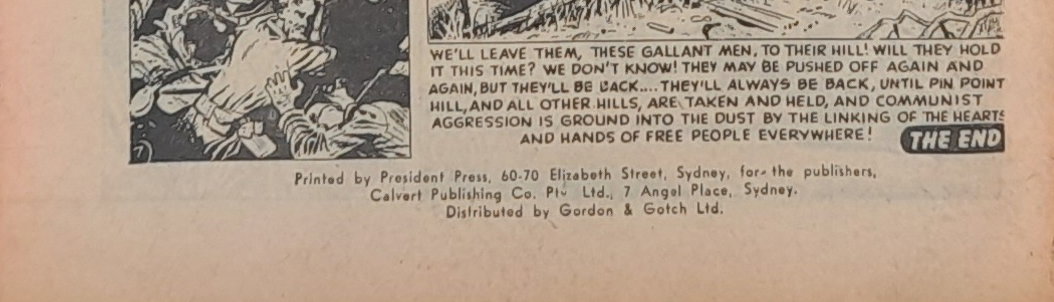 WE'LL LEAVE THEM, THESE GALLANT MEN, TO THEIR HILL! WILL THEY HOLD
IT THIS TIME? WE DON'T KNOW! THEY MAY BE PUSHED OFF AGAIN AND
AGAIN, BUT THEY'LL BE BACK.... THEY'LL ALWAYS BE BACK, UNTIL PIN POINT
HILL, AND ALL OTHER HILLS, ARE TAKEN AND HELD, AND COMMUNIST
AGGRESSION IS GROUND INTO THE DUST BY THE LINKING OF THE HEARTS
AND HANDS OF FREE PEOPLE EVERYWHERE!
THE END
7
Printed by President Press, 60-70 Elizabeth Street, Sydney, for the publishers,
Calvert Publishing Co. Pty Ltd., 7 Angel Place, Sydney.
Distributed by Gordon & Gotch Ltd.